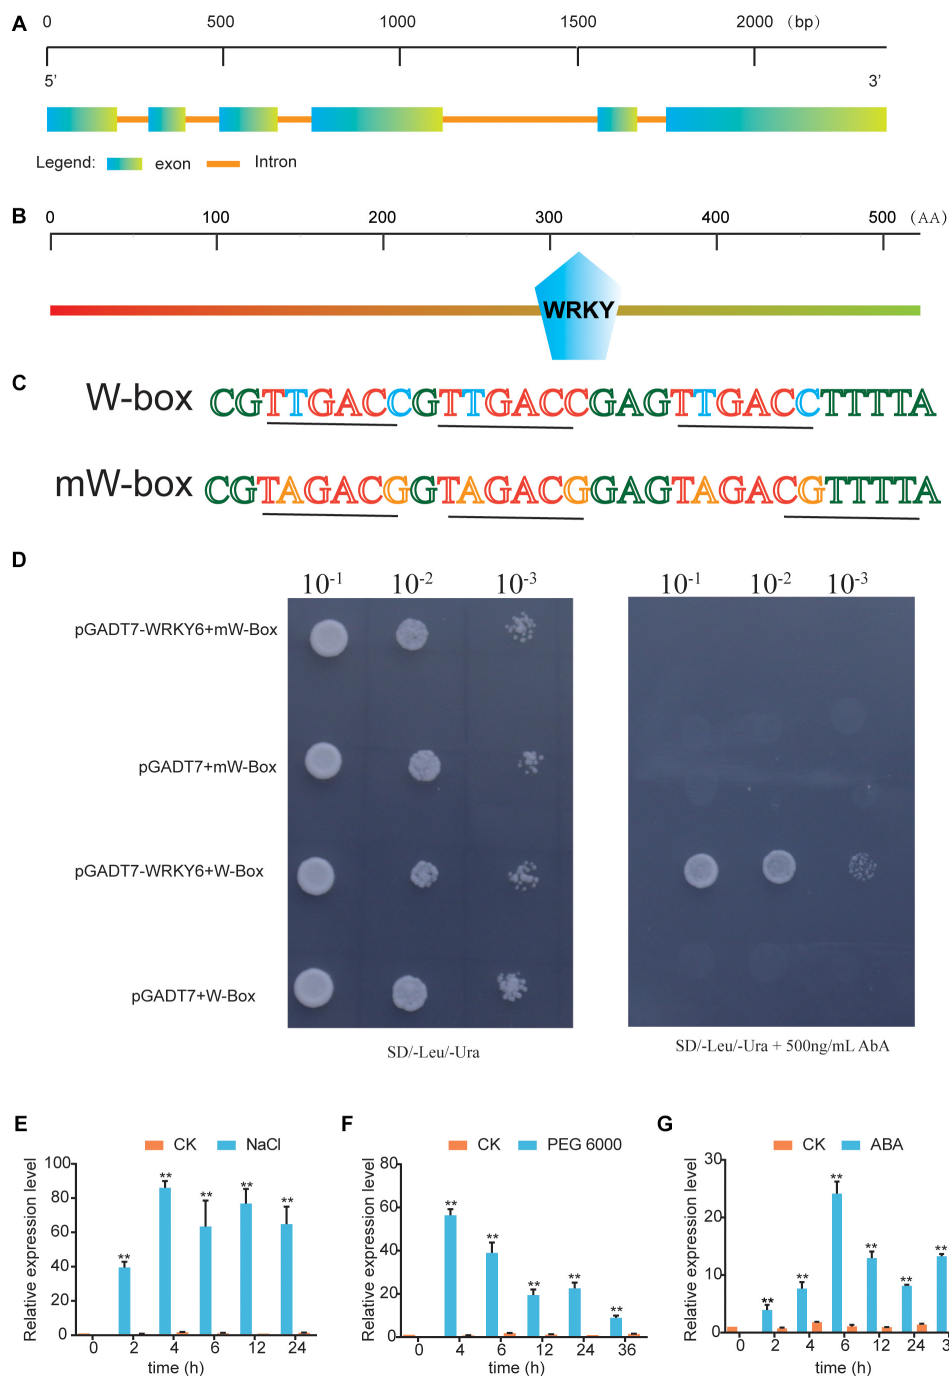 A
0 500 1000 1500 2000 (bp)
5’ 3’
Legend: exon Intron
B
0 100 200 300 400 500 (AA)
WRKY
C
W-box CGTTGACCGTTGACCGAGTTGACCTTTTA
mW-box CGTAGACGGTAGACGGAGTAGACGTTTTA
D
10-1 10-2 10-3 10-1 10-2 10-3
pGADT7-WRKY6+mW-Box
pGADT7+mW-Box
pGADT7-WRKY6+W-Box
pGADT7+W-Box
SD/-Leu/-Ura
SD/-Leu/-Ura + 500ng/mL AbA
E
CK NaCl
Relative expression level
100
80
60
40
20
0
** ** ** ** **
0 2 4 6 12 24
time (h)
F
CK PEG 6000
Relative expression level
80
60
40
20
0
** ** ** ** **
0 4 6 12 24 36
time (h)
G
CK ABA
Relative expression level
30
20
10
0
** ** ** ** ** **
0 2 4 6 12 24 3
time (h)